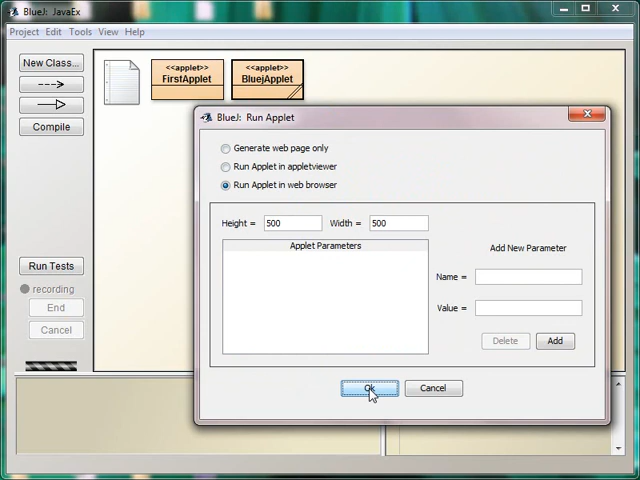 BlueJ: JavaEx
Project Edit Tools View Help
New Class...
Compile
<<applet>>
FirstApplet
<<applet>>
BluejApplet
BlueJ: Run Applet
Generate web page only
Run Applet in appletviewer
Run Applet in web browser
Height = 500 Width = 500
Applet Parameters
Add New Parameter
Name =
Value =
Delete Add
Ok Cancel
Run Tests
recording
End
Cancel